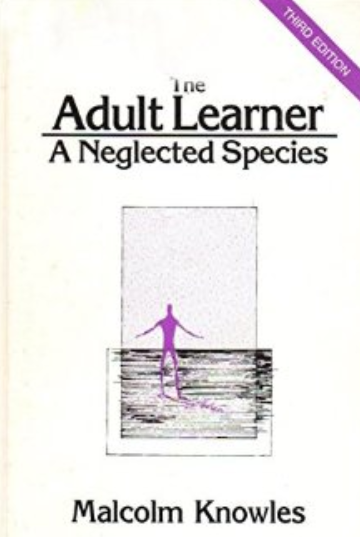 THIRD EDITION
The
Adult Learner
A Neglected Species
Malcolm Knowles